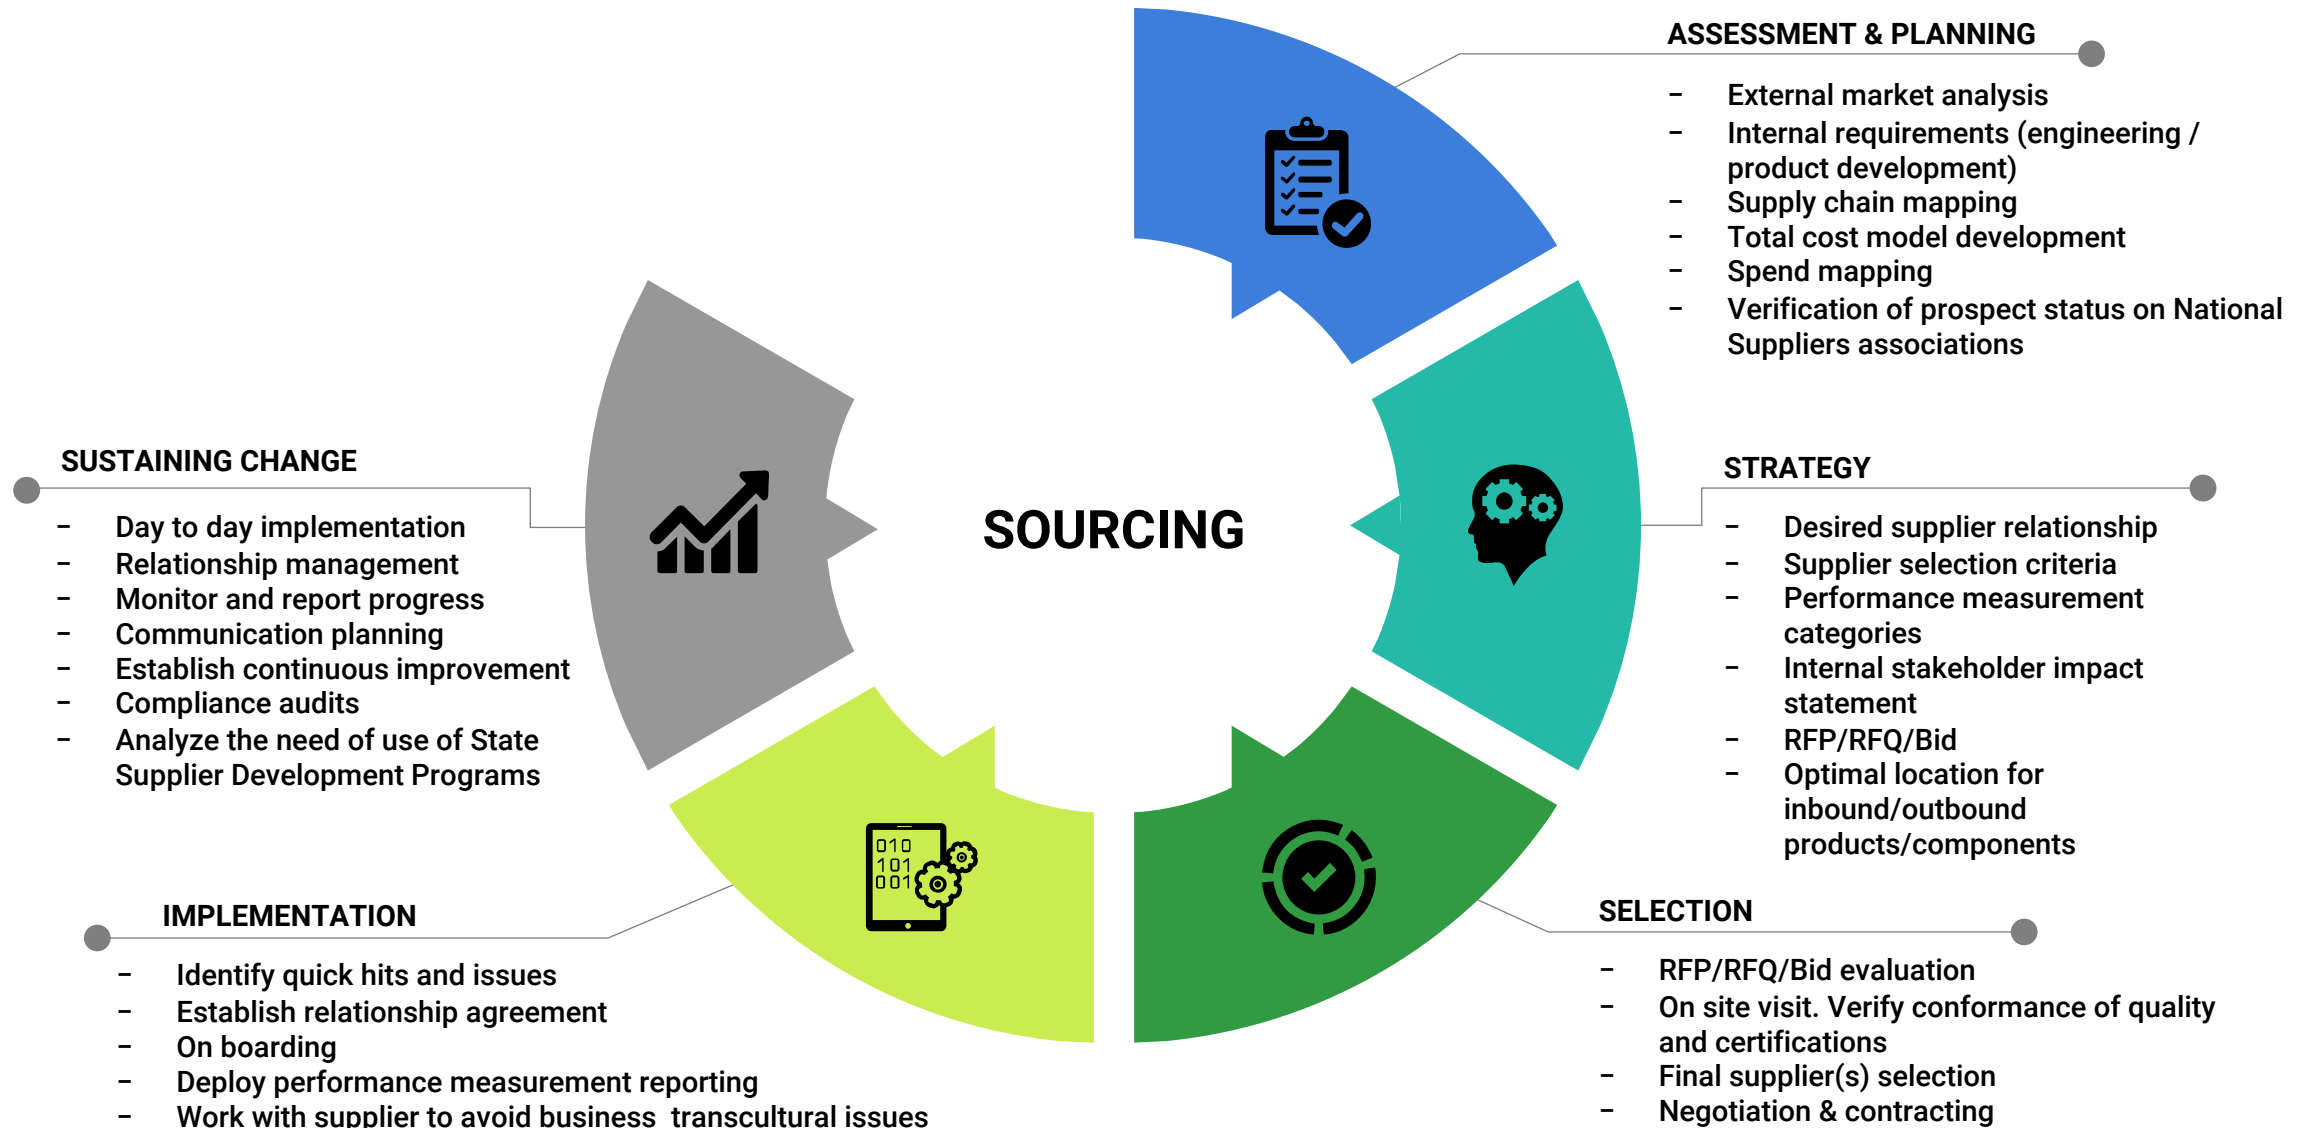 ASSESSMENT & PLANNING
- External market analysis
- Internal requirements (engineering /
product development)
- Supply chain mapping
- Total cost model development
- Spend mapping
- Verification of prospect status on National
Suppliers associations
STRATEGY
- Desired supplier relationship
- Supplier selection criteria
- Performance measurement
categories
- Internal stakeholder impact
statement
- RFP/RFQ/Bid
- Optimal location for
inbound/outbound
products/components
SELECTION
- RFP/RFQ/Bid evaluation
- On site visit. Verify conformance of quality
and certifications
- Final supplier(s) selection
- Negotiation & contracting
IMPLEMENTATION
- Identify quick hits and issues
- Establish relationship agreement
- On boarding
- Deploy performance measurement reporting
- Work with supplier to avoid business  transcultural issues
SUSTAINING CHANGE
- Day to day implementation
- Relationship management
- Monitor and report progress
- Communication planning
- Establish continuous improvement
- Compliance audits
- Analyze the need of use of State
Supplier Development Programs
SOURCING
010
101
001